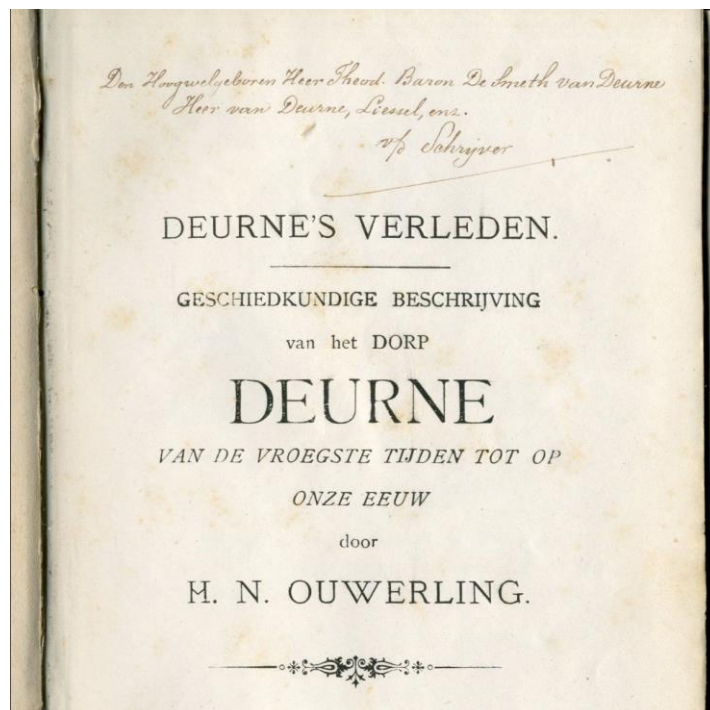 Den Hoogwelgeboren Heer Theod. Baron De Smeth van Deurne
Heer van Deurne, Liessel, enz.
v/d Schrijver
DEURNE'S VERLEDEN.
GESCHIEDKUNDIGE BESCHRIJVING
van het DORP
DEURNE
VAN DE VROEGSTE TIJDEN TOT OP
ONZE EEUW
door
H. N. OUWERLING.